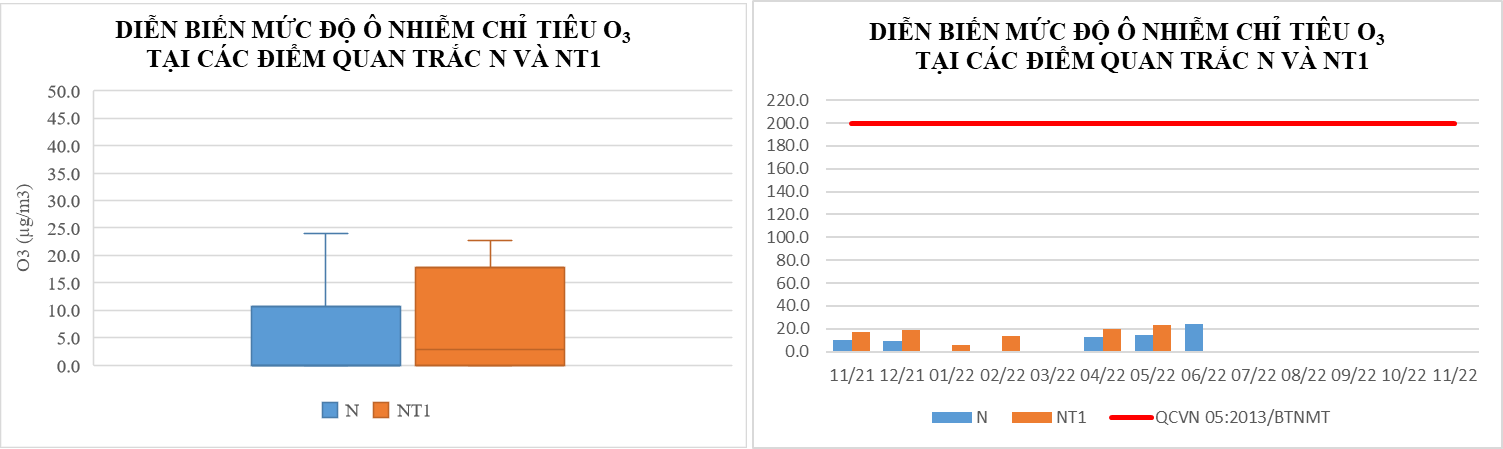 DIỄN BIẾN MỨC ĐỘ Ô NHIỄM CHỈ TIÊU O3
TẠI CÁC ĐIỂM QUAN TRẮC N VÀ NT1
50.0
45.0
40.0
35.0
30.0
25.0
20.0
15.0
10.0
5.0
0.0
O3 (µg/m3)
N NT1
DIỄN BIẾN MỨC ĐỘ Ô NHIỄM CHỈ TIÊU O3
TẠI CÁC ĐIỂM QUAN TRẮC N VÀ NT1
220.0
200.0
180.0
160.0
140.0
120.0
100.0
80.0
60.0
40.0
20.0
0.0
11/21 12/21 01/22 02/22 03/22 04/22 05/22 06/22 07/22 08/22 09/22 10/22 11/22
N NT1 QCVN 05:2013/BTNMT